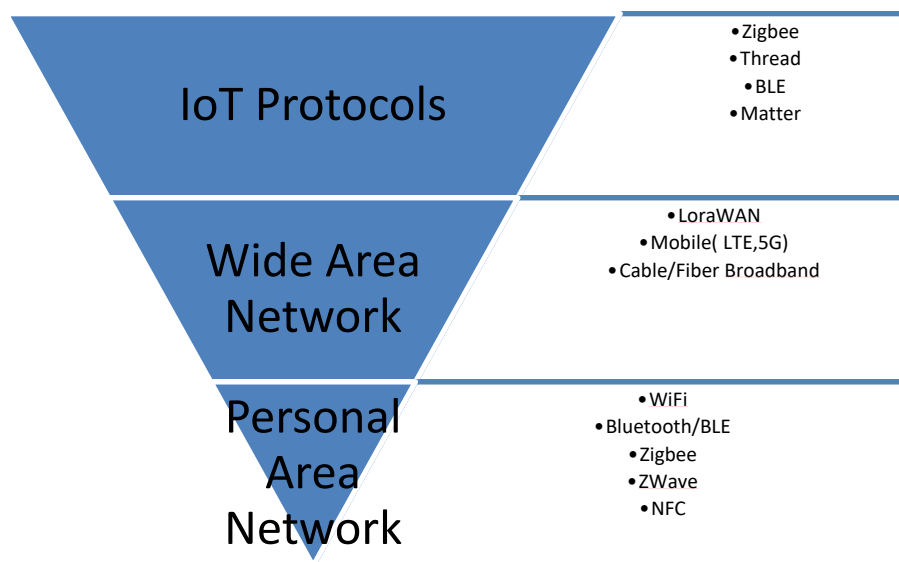 IoT Protocols
•Zigbee
•Thread
•BLE
•Matter
Wide Area
Network
•LoraWAN
•Mobile( LTE,5G)
•Cable/Fiber Broadband
Personal
Area
Network
•WiFi
•Bluetooth/BLE
•Zigbee
•ZWave
•NFC